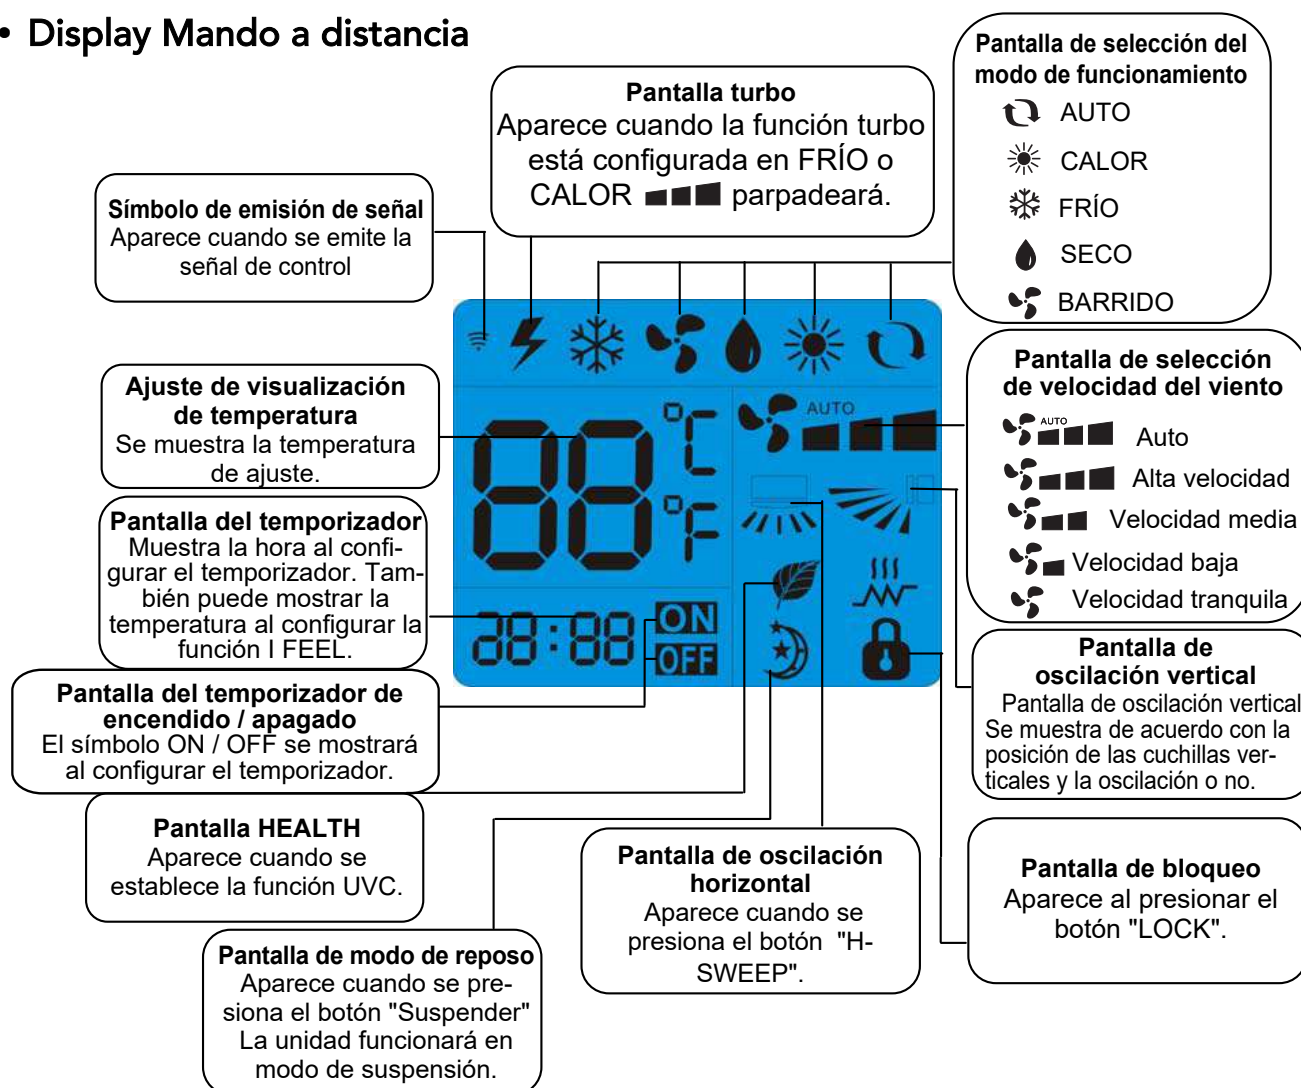 • Display Mando a distancia
Pantalla turbo
Aparece cuando la función turbo
está configurada en FRÍO o
CALOR parpadeará.
Pantalla de selección del
modo de funcionamiento
AUTO
CALOR
FRÍO
SECO
BARRIDO
Símbolo de emisión de señal
Aparece cuando se emite la
señal de control
Ajuste de visualización
de temperatura
Se muestra la temperatura
de ajuste.
Pantalla del temporizador
Muestra la hora al confi-
gurar el temporizador. Tam-
bién puede mostrar la
temperatura al configurar la
función I FEEL.
Pantalla del temporizador de
encendido / apagado
El símbolo ON / OFF se mostrará
al configurar el temporizador.
Pantalla HEALTH
Aparece cuando se
establece la función UVC.
Pantalla de modo de reposo
Aparece cuando se pre-
siona el botón "Suspender"
La unidad funcionará en
modo de suspensión.
88
°C
°F
AUTO
88:88
ON
OFF
Pantalla de selección
de velocidad del viento
AUTO
Auto
Alta velocidad
Velocidad media
Velocidad baja
Velocidad tranquila
Pantalla de
oscilación vertical
Pantalla de oscilación vertical
Se muestra de acuerdo con la
posición de las cuchillas ver-
ticales y la oscilación o no.
Pantalla de oscilación
horizontal
Aparece cuando se
presiona el botón "H-
SWEEP".
Pantalla de bloqueo
Aparece al presionar el
botón "LOCK".